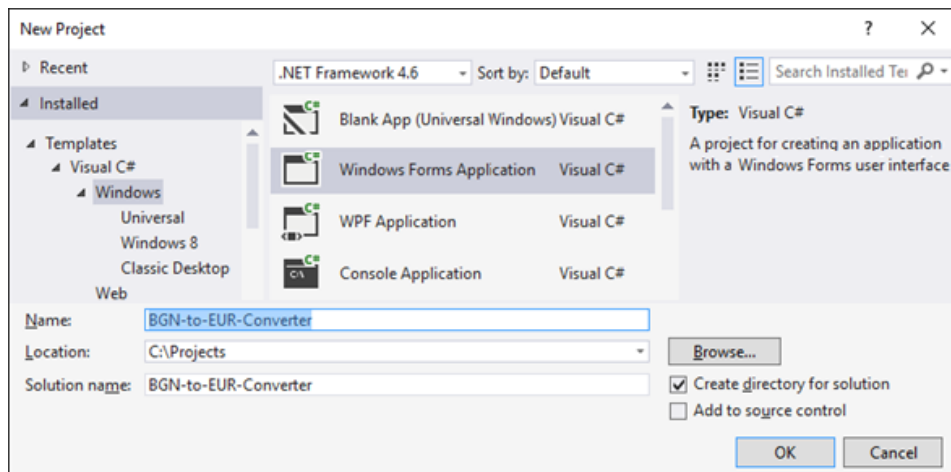 New Project
?
Recent
.NET Framework 4.6
Sort by: Default
Search Installed Te
Installed
Templates
Visual C#
Windows
Universal
Windows 8
Classic Desktop
Web
Blank App (Universal Windows) Visual C#
Windows Forms Application Visual C#
WPF Application Visual C#
Console Application Visual C#
Type: Visual C#
A project for creating an application
with a Windows Forms user interface
Name: BGN-to-EUR-Converter
Location: C:\Projects
Browse...
Solution name: BGN-to-EUR-Converter
Create directory for solution
Add to source control
OK
Cancel